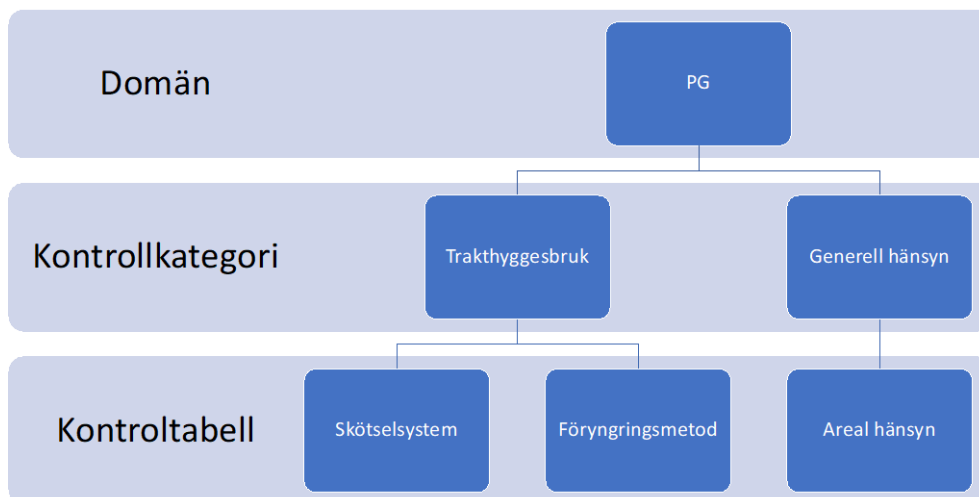 Domän
PG
Kontrollkategori
Trakthyggesbruk
Generell hänsyn
Kontroltabell
Skötselsystem
Föryngringsmetod
Areal hänsyn